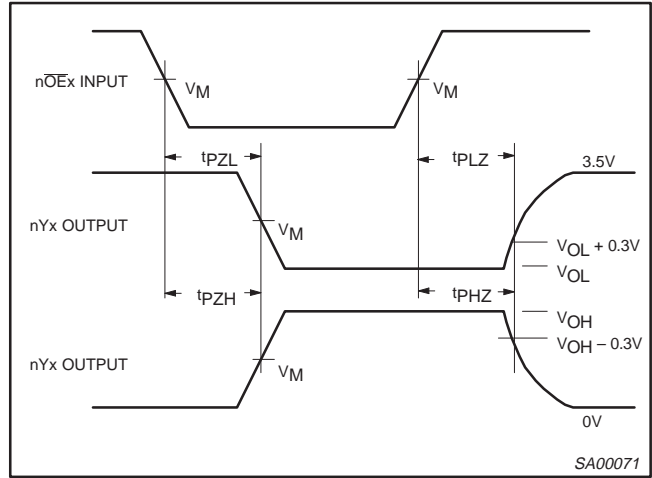 nO̅E̅x INPUT
VM
VM
tPZL
tPLZ
3.5V
nYx OUTPUT
VM
VOL + 0.3V
VOL
tPZH
tPHZ
VOH
VOH – 0.3V
nYx OUTPUT
VM
0V
SA00071